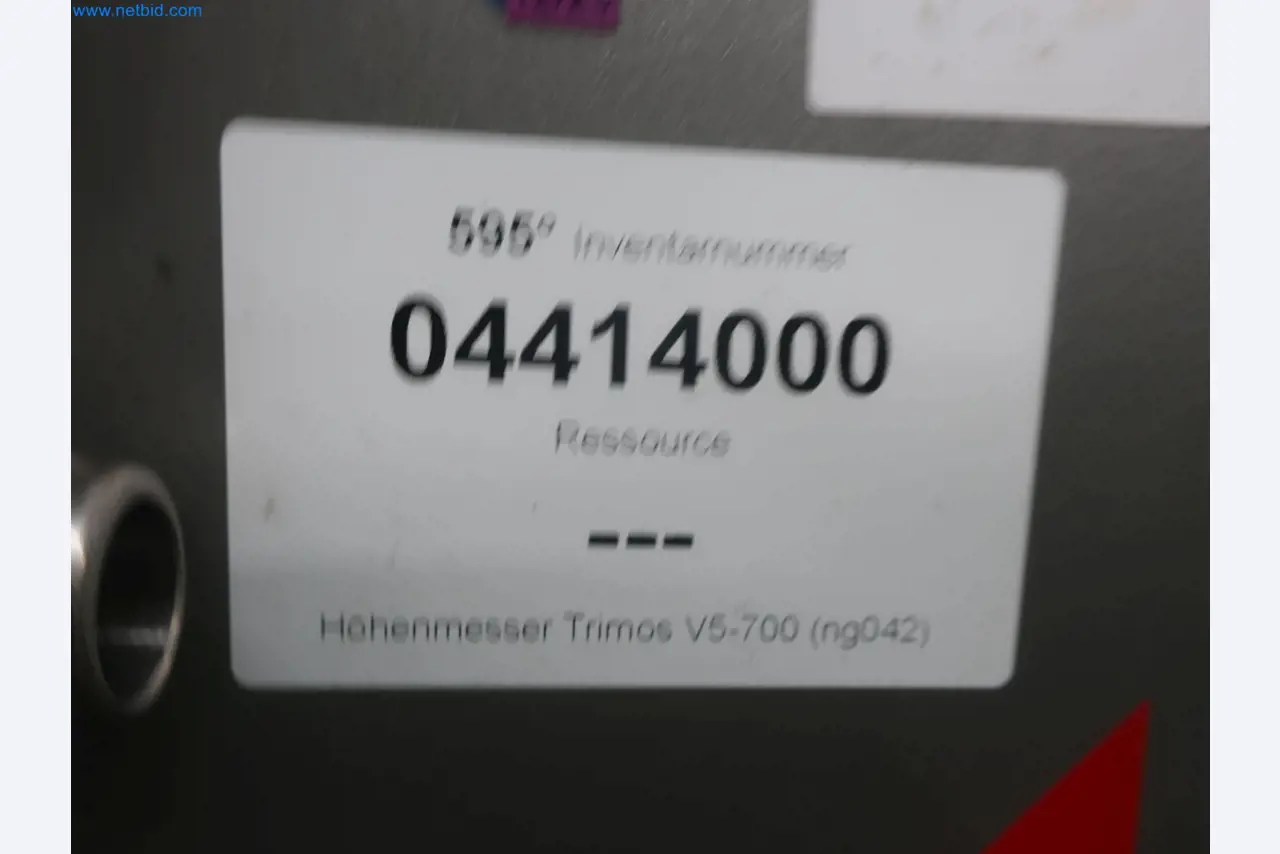 www.netbid.com
595° Inventarnummer
04414000
Ressource
---
Höhenmesser Trimos V5-700 (ng042)